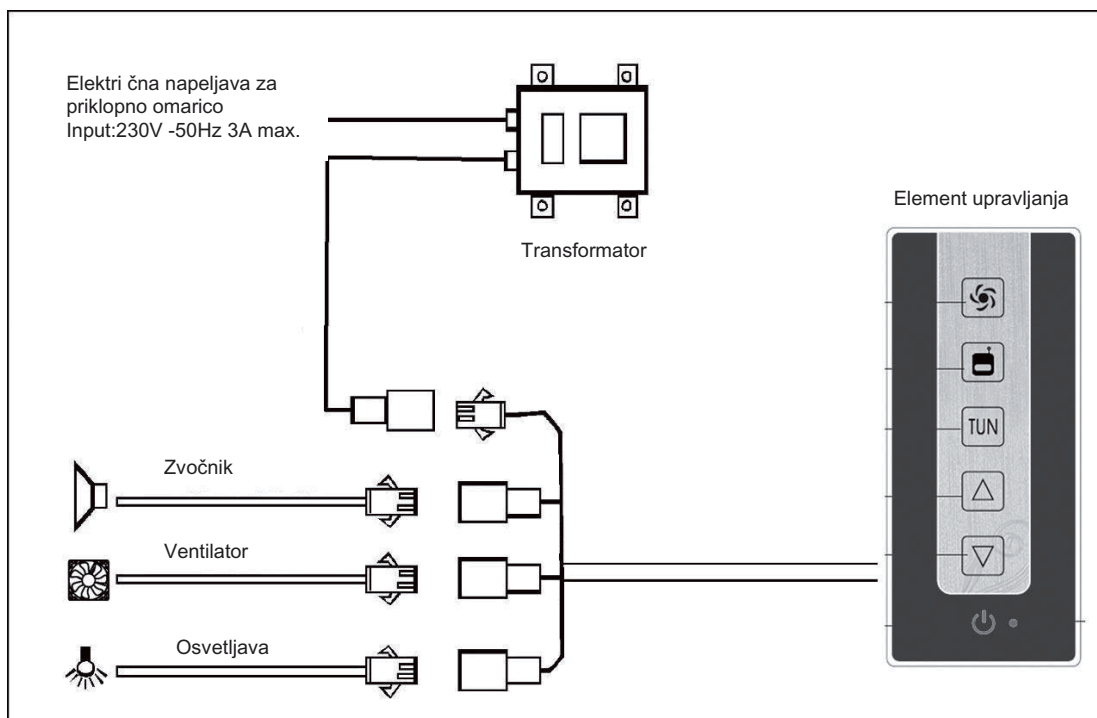 Elektri čna napeljava za
priklopno omarico
Input:230V -50Hz 3A max.
Transformator
Element upravljanja
TUN
Zvočnik
Ventilator
Osvetljava